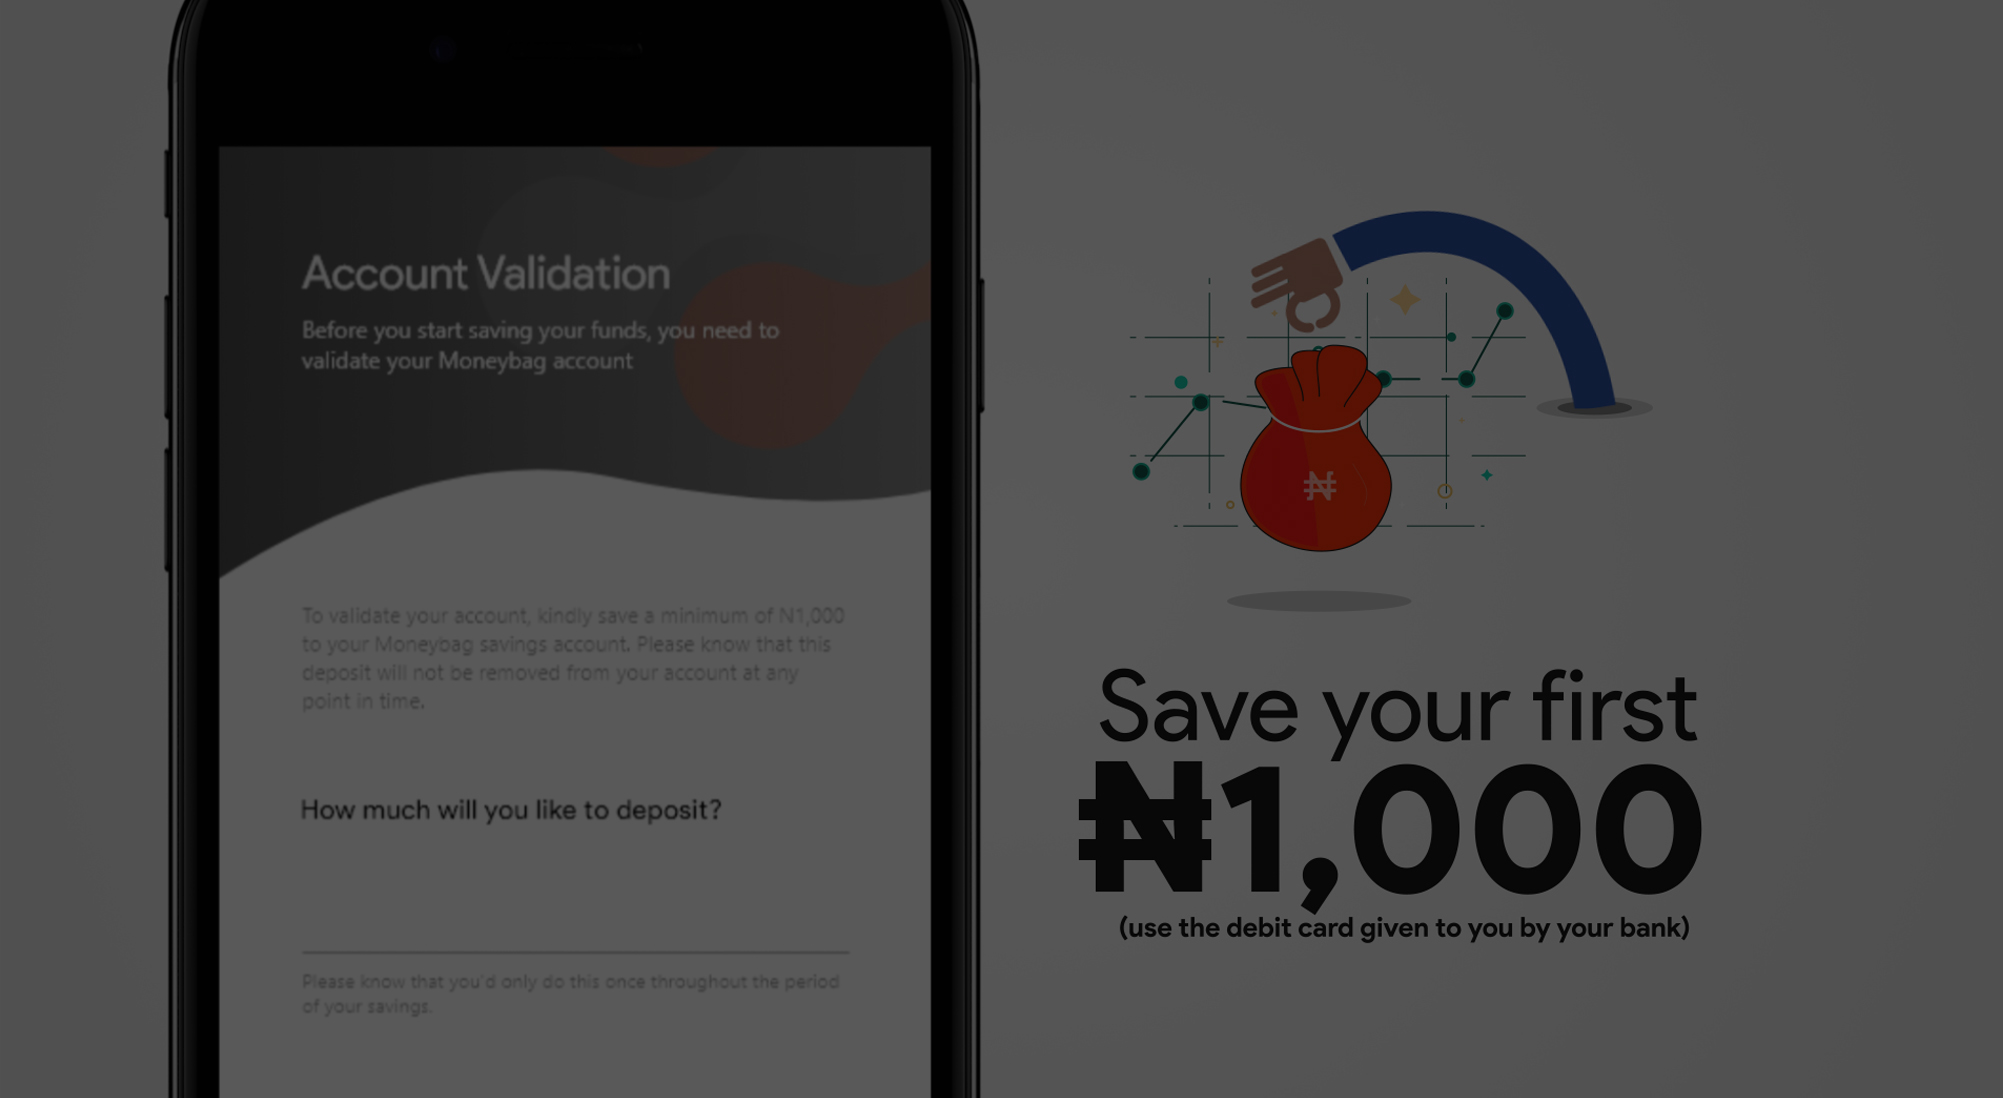 Account Validation
Before you start saving your funds, you need to
validate your Moneybag account
To validate your account, kindly save a minimum of N1,000
to your Moneybag savings account. Please know that this
deposit will not be removed from your account at any
point in time.
How much will you like to deposit?
Please know that you'd only do this once throughout the period
of your savings.
₦
Save your first
₦1,000
(use the debit card given to you by your bank)